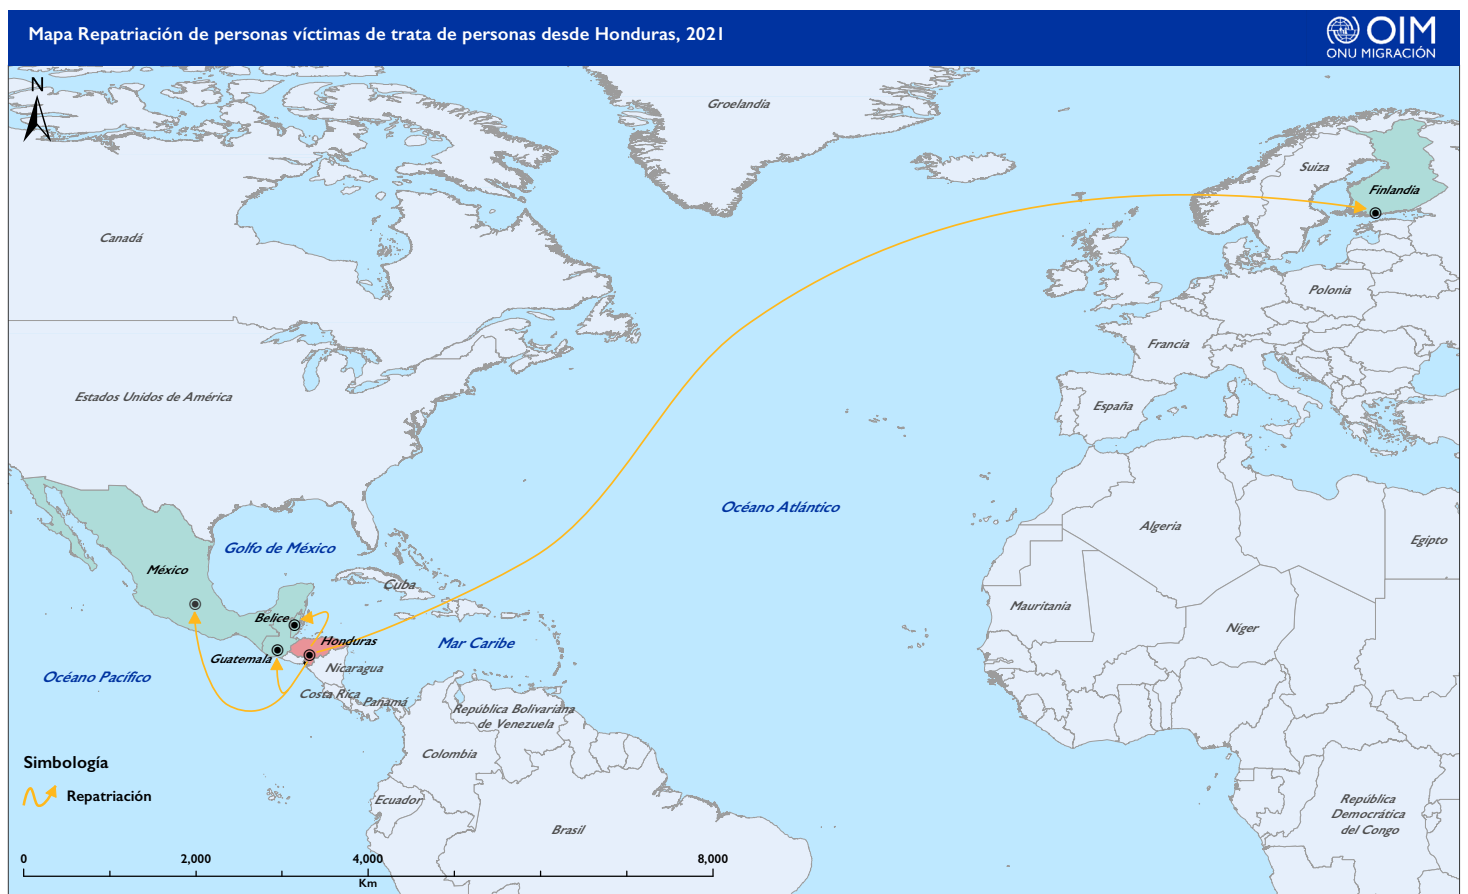 Mapa Repatriación de personas víctimas de trata de personas desde Honduras, 2021
OIM
ONU MIGRACIÓN
N
Groelandia
Suiza
Finlandia
Canadá
Polonia
Francia
Estados Unidos de América
España
Océano Atlántico
Algeria
Egipto
Golfo de México
México
Cuba
Mauritania
Belice
Níger
Honduras
Mar Caribe
Guatemala
Nicaragua
Océano Pacífico
Costa Rica
Panamá
República Bolivariana
de Venezuela
Colombia
Simbología
Repatriación
Ecuador
República
Democrática
del Congo
Brasil
0 2,000 4,000 8,000
Km